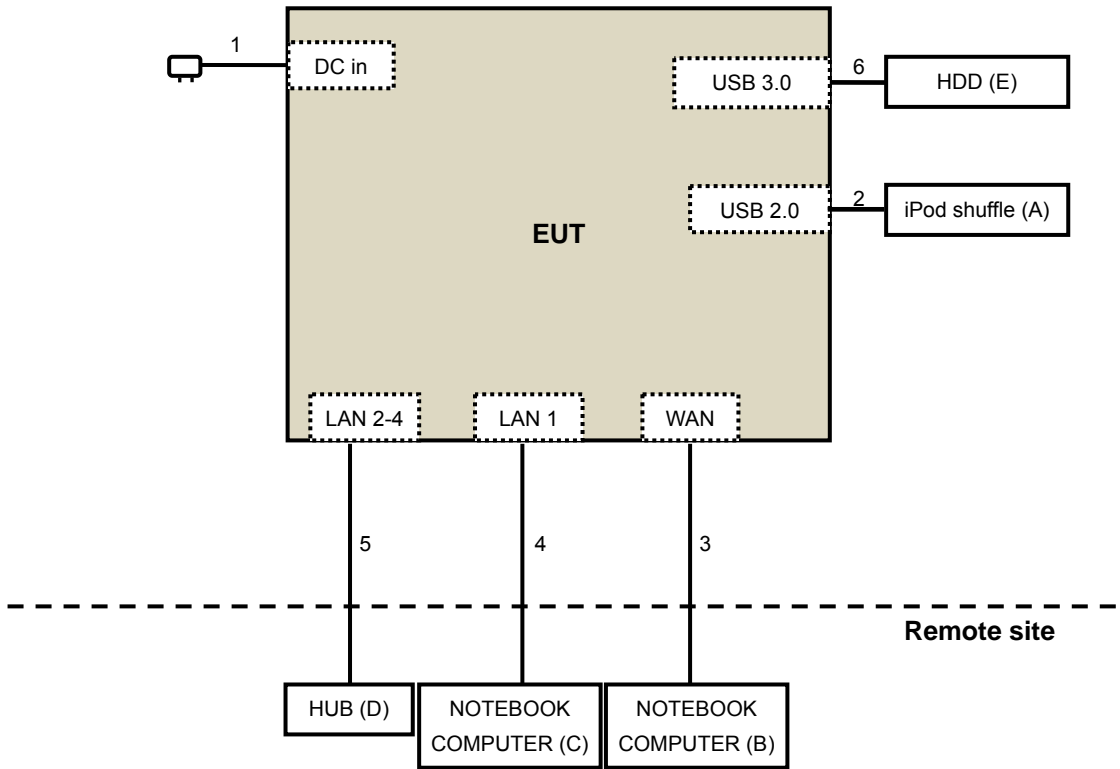 1
DC in
USB 3.0
6
HDD (E)
USB 2.0
2
iPod shuffle (A)
EUT
LAN 2-4
LAN 1
WAN
5
4
3
Remote site
HUB (D)
NOTEBOOK
COMPUTER (C)
NOTEBOOK
COMPUTER (B)